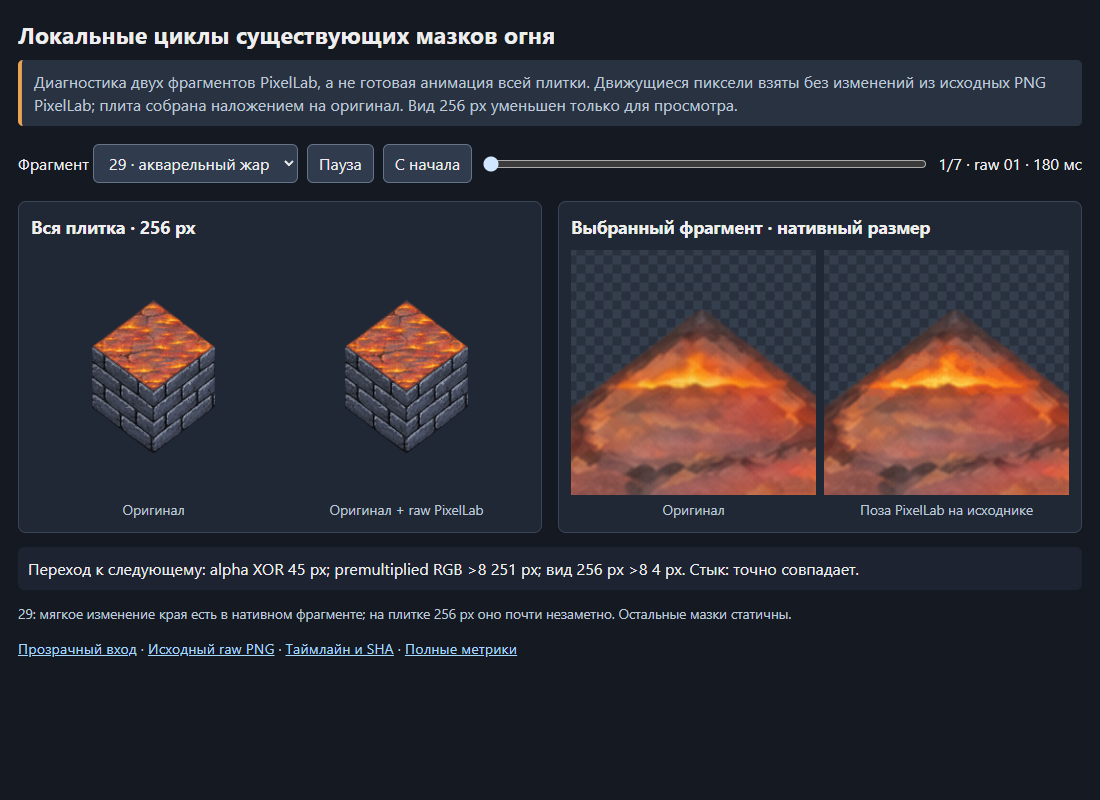 Локальные циклы существующих мазков огня
Диагностика двух фрагментов PixelLab, а не готовая анимация всей плитки. Движущиеся пиксели взяты без изменений из исходных PNG
PixelLab; плита собрана наложением на оригинал. Вид 256 px уменьшен только для просмотра.
Фрагмент 29 · акварельный жар Пауза С начала 1/7 · raw 01 · 180 мс
Вся плитка · 256 px
Оригинал
Оригинал + raw PixelLab
Выбранный фрагмент · нативный размер
Оригинал
Поза PixelLab на исходнике
Переход к следующему: alpha XOR 45 px; premultiplied RGB >8 251 px; вид 256 px >8 4 px. Стык: точно совпадает.
29: мягкое изменение края есть в нативном фрагменте; на плитке 256 px оно почти незаметно. Остальные мазки статичны.
Прозрачный вход · Исходный raw PNG · Таймлайн и SHA · Полные метрики